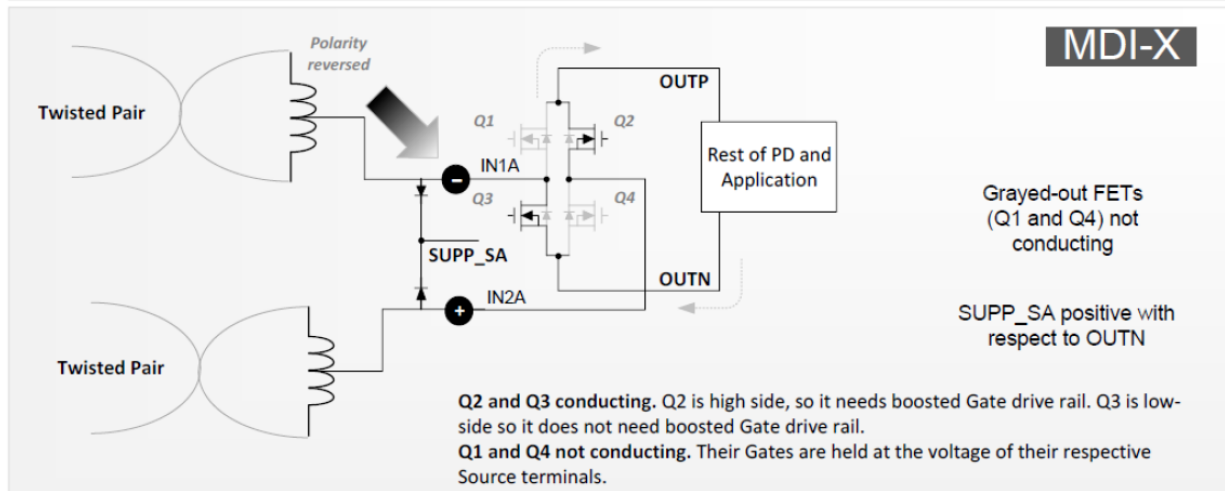 MDI-X
Polarity
reversed
OUTP
Twisted Pair
Q1
Q2
Rest of PD and
Application
IN1A
−
Q3
Q4
Grayed-out FETs
(Q1 and Q4) not
conducting
SUPP_SA
OUTN
IN2A
+
SUPP_SA positive with
respect to OUTN
Twisted Pair
Q2 and Q3 conducting. Q2 is high side, so it needs boosted Gate drive rail. Q3 is low-
side so it does not need boosted Gate drive rail.
Q1 and Q4 not conducting. Their Gates are held at the voltage of their respective
Source terminals.